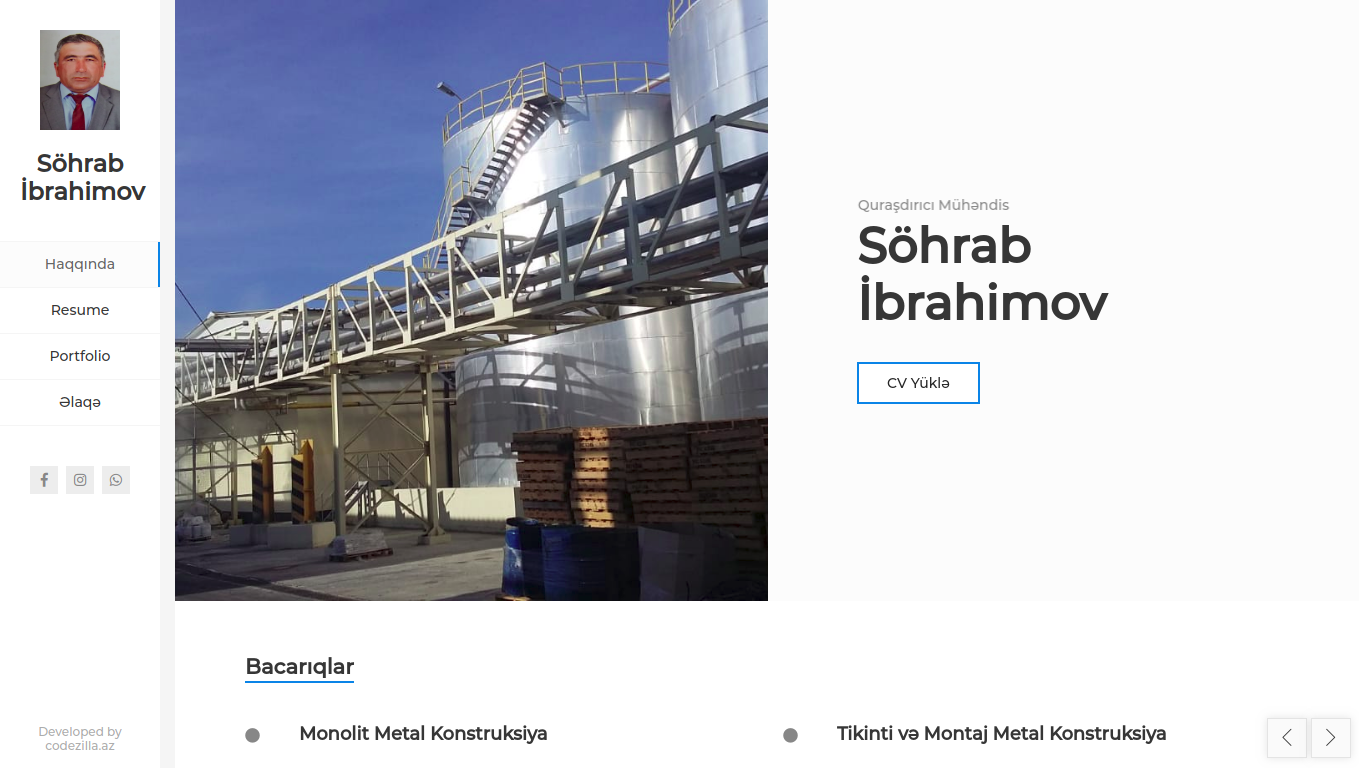 Söhrab
İbrahimov
Haqqında
Resume
Portfolio
Əlaqə
Developed by
codezilla.az
Quraşdırıcı Mühəndis
Söhrab
İbrahimov
CV Yüklə
Bacarıqlar
Monolit Metal Konstruksiya
Tikinti və Montaj Metal Konstruksiya